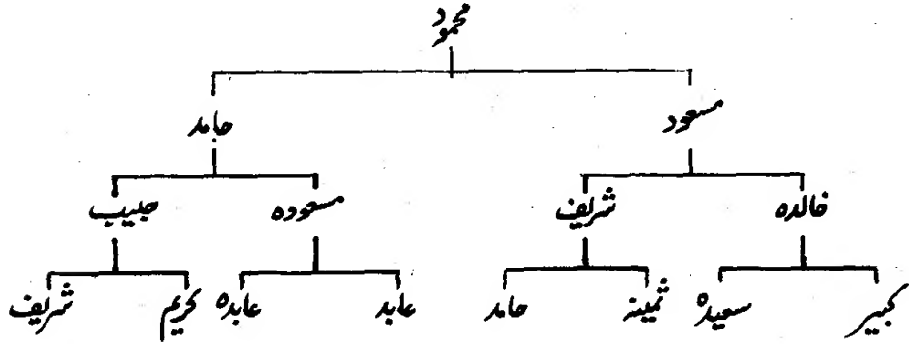 محمود
مسعود حامد
خالدہ شریف مسعودہ حبیب
کبیر سعیدہ ثمینہ حامد عابد عابدہ کریم شریف